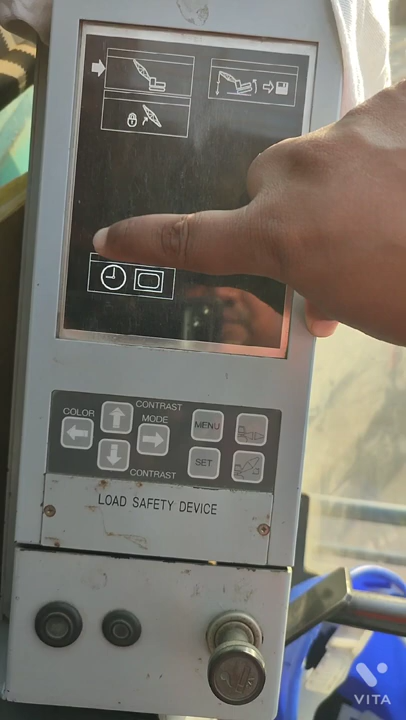 CONTRAST
COLOR
MODE
MENU
SET
CONTRAST
LOAD SAFETY DEVICE
VITA